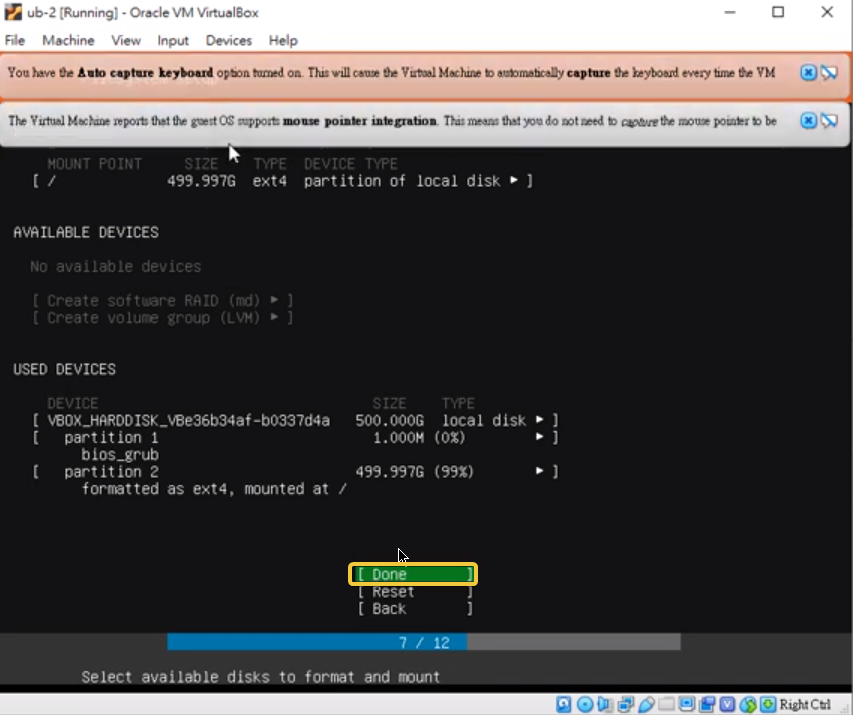 ub-2 [Running] - Oracle VM VirtualBox
File Machine View Input Devices Help
You have the Auto capture keyboard option turned on. This will cause the Virtual Machine to automatically capture the keyboard every time the VM
The Virtual Machine reports that the guest OS supports mouse pointer integration. This means that you do not need to capture the mouse pointer to be
MOUNT POINT SIZE TYPE DEVICE TYPE
[ / 499.997G ext4 partition of local disk ▸ ]
AVAILABLE DEVICES
No available devices
[ Create software RAID (md) ▸ ]
[ Create volume group (LVM) ▸ ]
USED DEVICES
DEVICE SIZE TYPE
[ VBOX_HARDDISK_VBe36b34af-b0337d4a 500.000G local disk ▸ ]
[ partition 1 1.000M (0%) ▸ ]
bios_grub
[ partition 2 499.997G (99%) ▸ ]
formatted as ext4, mounted at /
[ Done ]
[ Reset ]
[ Back ]
7 / 12
Select available disks to format and mount
Right Ctrl